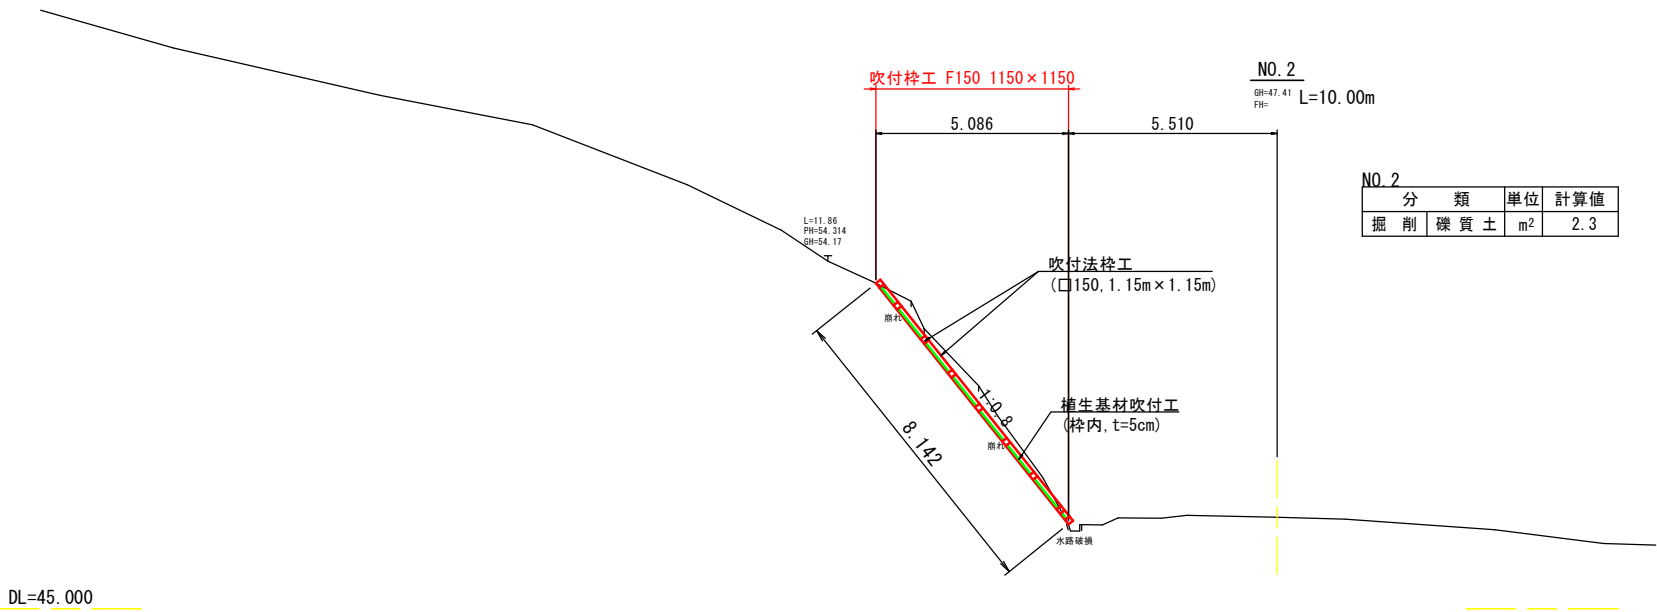 吹付枠工 F150 1150×1150
NO.2
GH=47.41
FH=
L=10.00m
5.086
5.510
NO.2
分 類 単位 計算値
掘 削 礫 質 土 m² 2.3
L=11.86
PH=54.314
GH=54.17
吹付法枠工
(□150,1.15m×1.15m)
崩れ
1:0.8
植生基材吹付工
(枠内,t=5cm)
8.142
崩れ
水路破損
DL=45.000